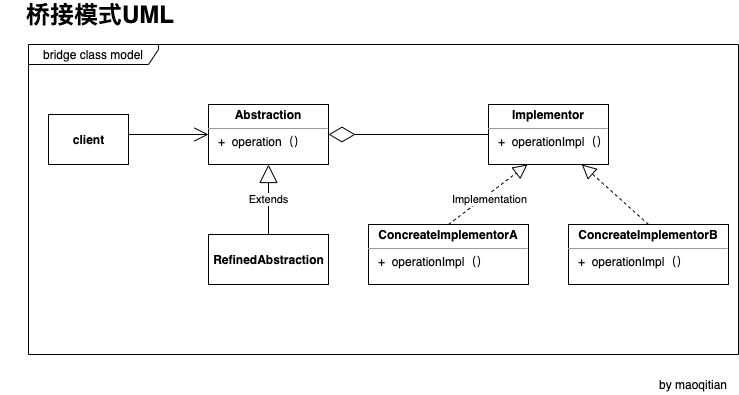 桥接模式UML
bridge class model
client
Abstraction
+ operation （）
Implementor
+ operationImpl （）
Extends
Implementation
RefinedAbstraction
ConcreateImplementorA
+ operationImpl （）
ConcreateImplementorB
+ operationImpl （）
by maoqitian